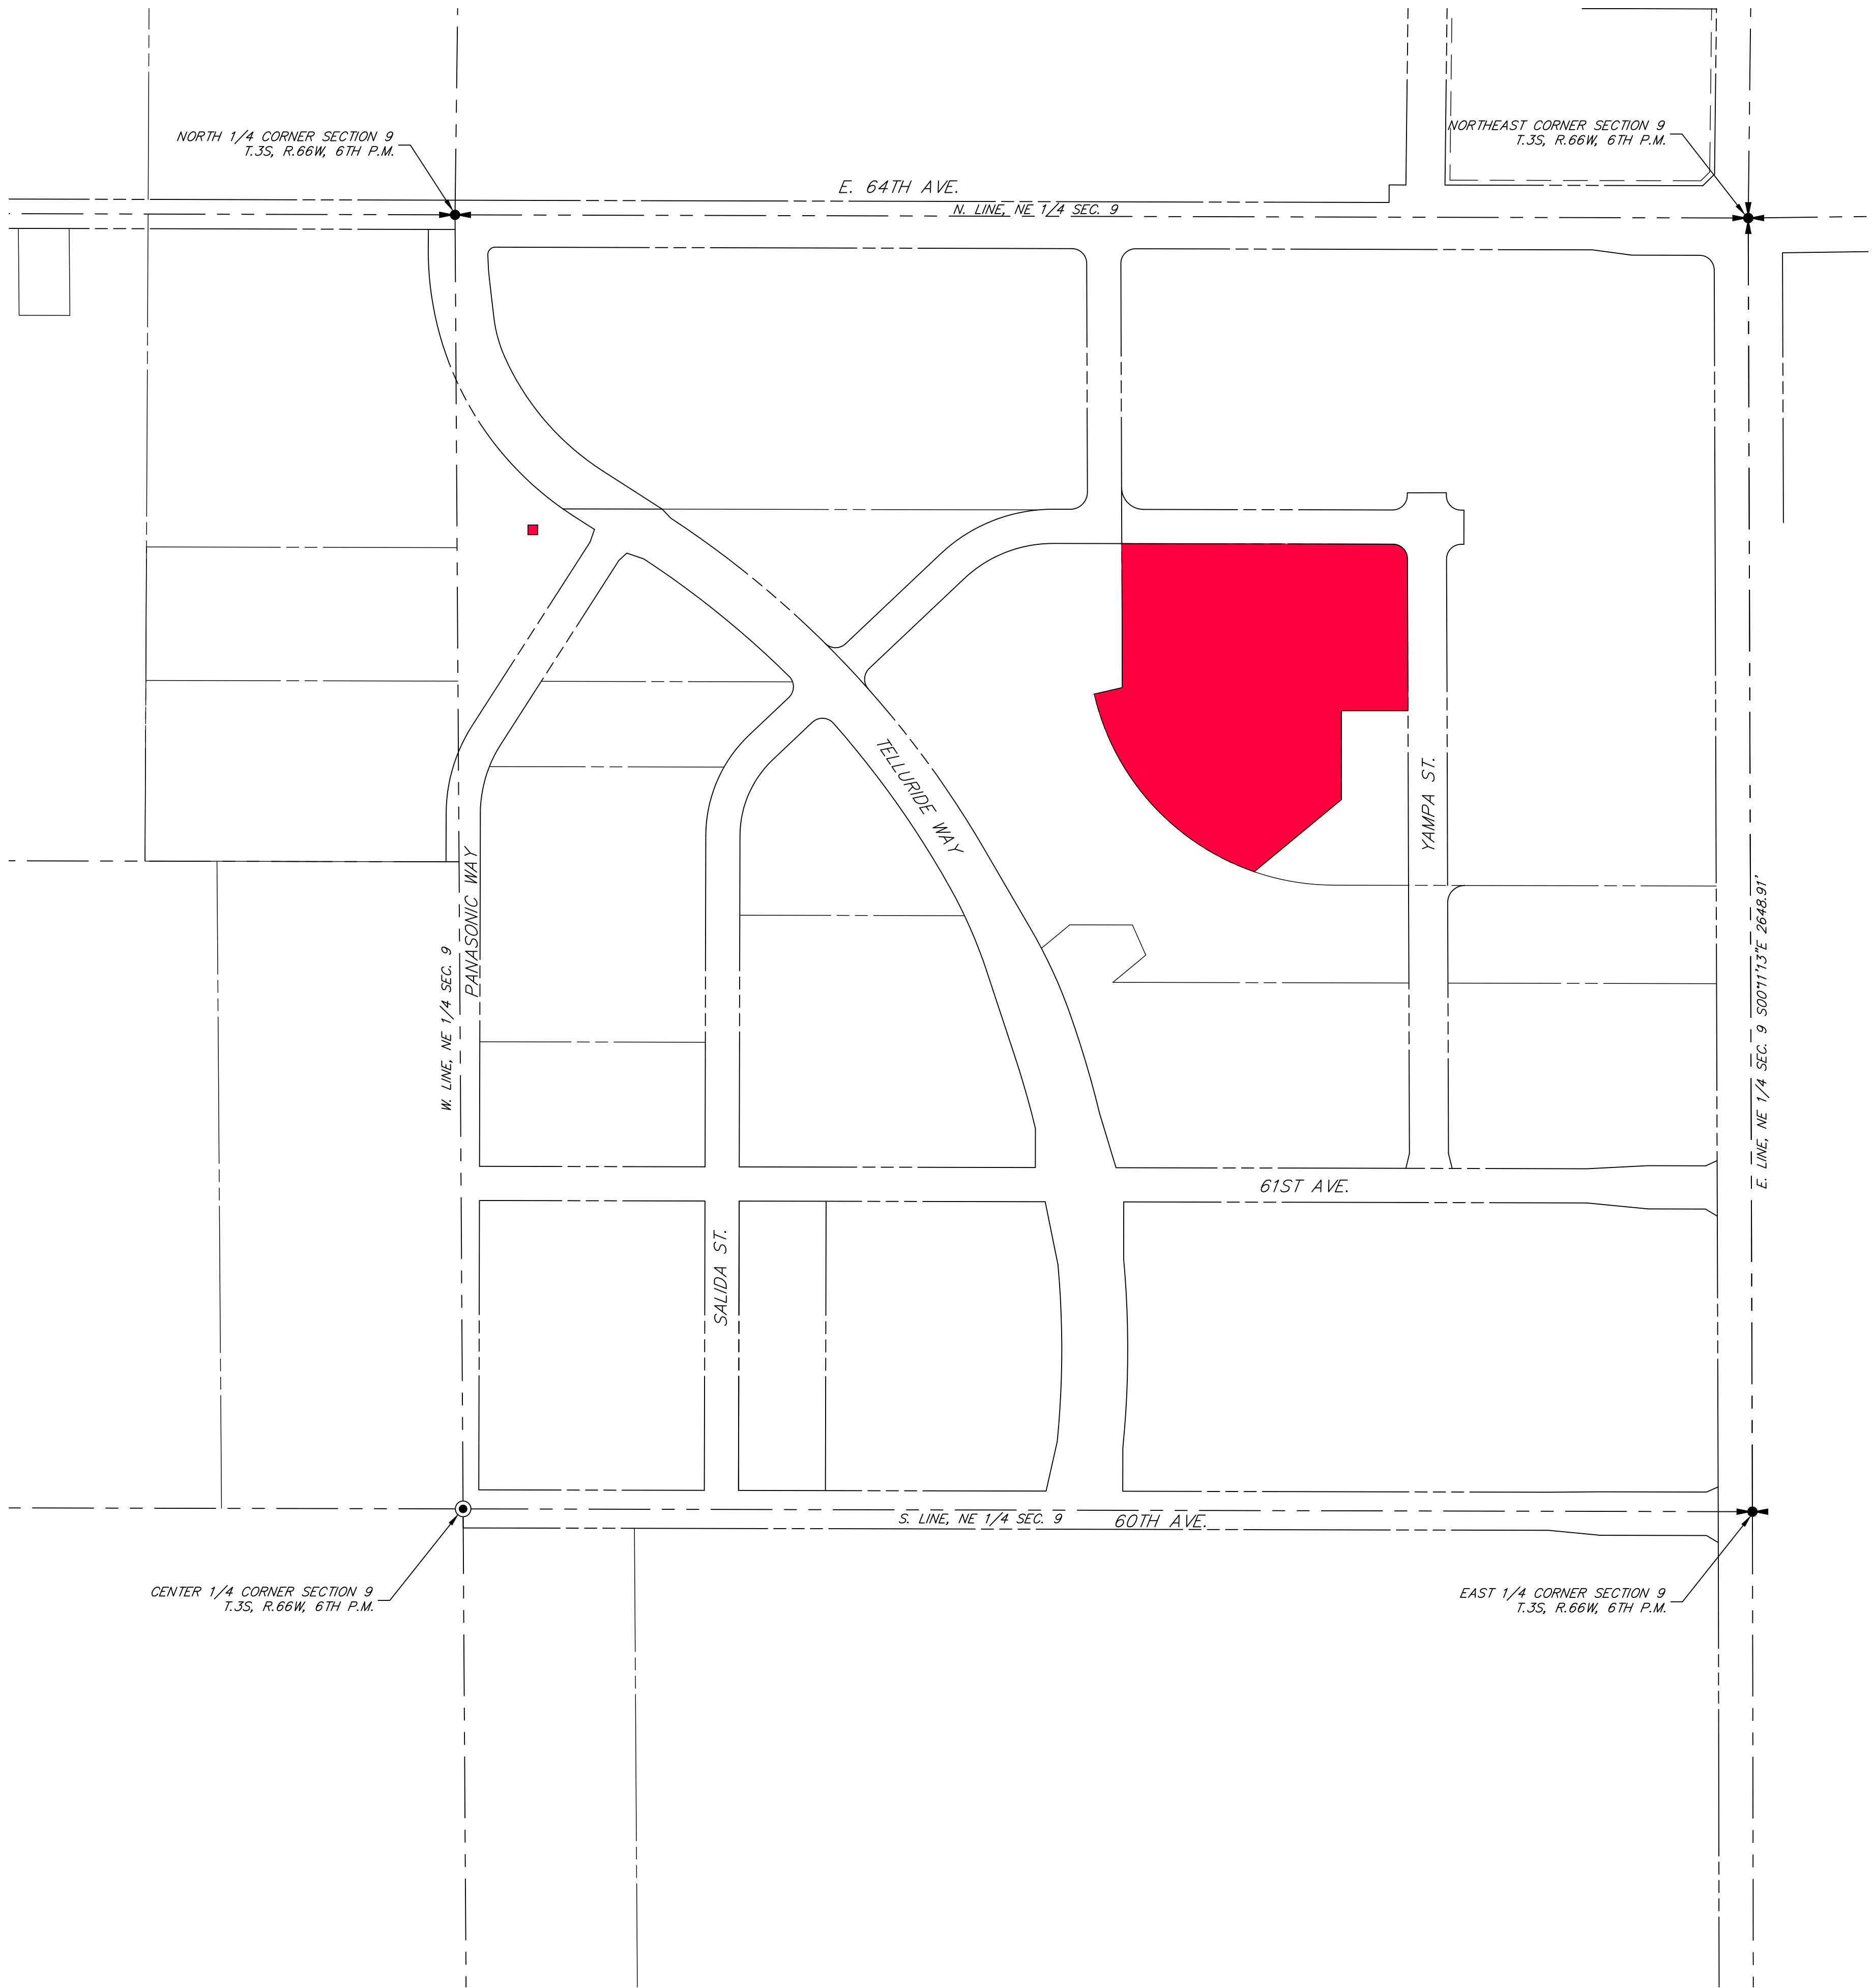 NORTH 1/4 CORNER SECTION 9
T.3S, R.66W, 6TH P.M.
NORTHEAST CORNER SECTION 9
T.3S, R.66W, 6TH P.M.
E. 64TH AVE.
N. LINE, NE 1/4 SEC. 9
TELLURIDE WAY
YAMPA ST.
PANASONIC WAY
W. LINE, NE 1/4 SEC. 9
E. LINE, NE 1/4 SEC. 9 S00°11'13"E 2648.91'
61ST AVE.
SALIDA ST.
S. LINE, NE 1/4 SEC. 9
60TH AVE.
CENTER 1/4 CORNER SECTION 9
T.3S, R.66W, 6TH P.M.
EAST 1/4 CORNER SECTION 9
T.3S, R.66W, 6TH P.M.